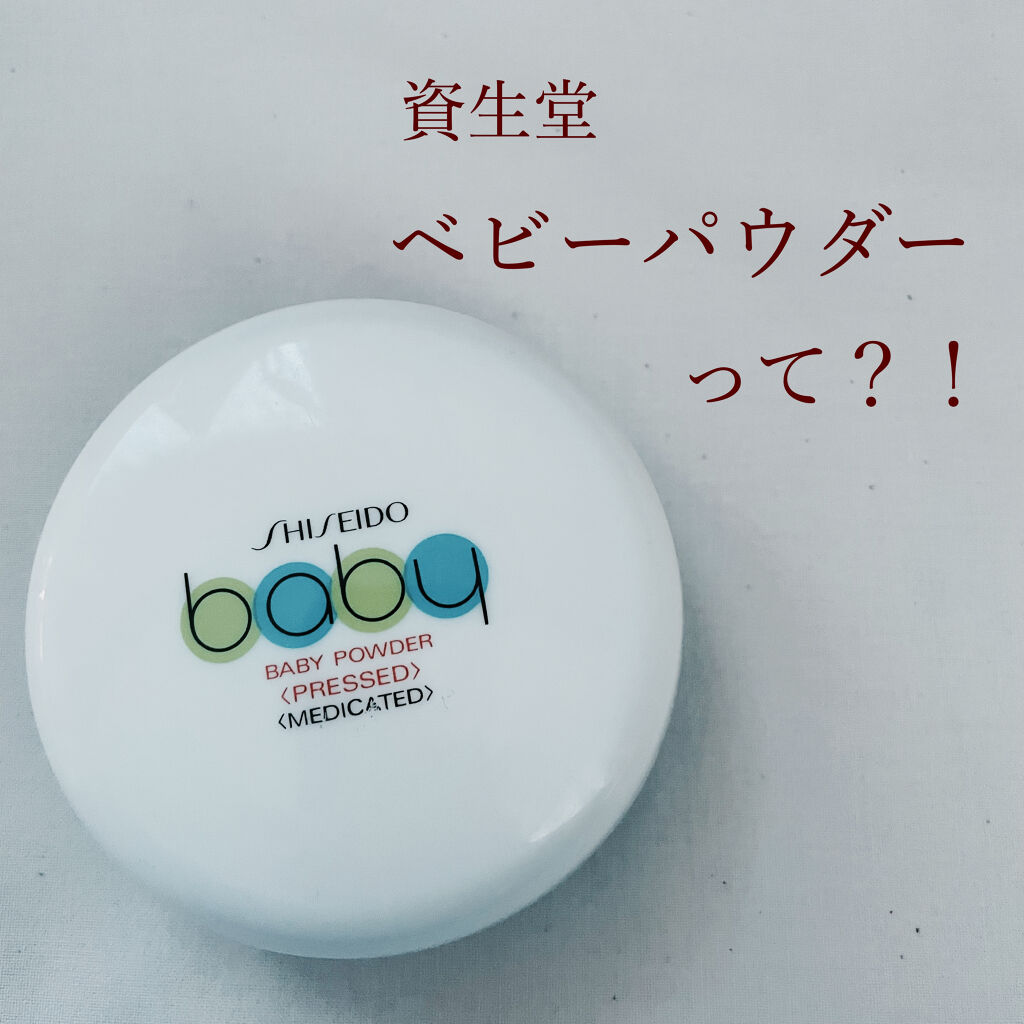 資生堂
ベビーパウダー
って？！
SHISEIDO
baby
BABY POWDER
〈PRESSED〉
〈MEDICATED〉